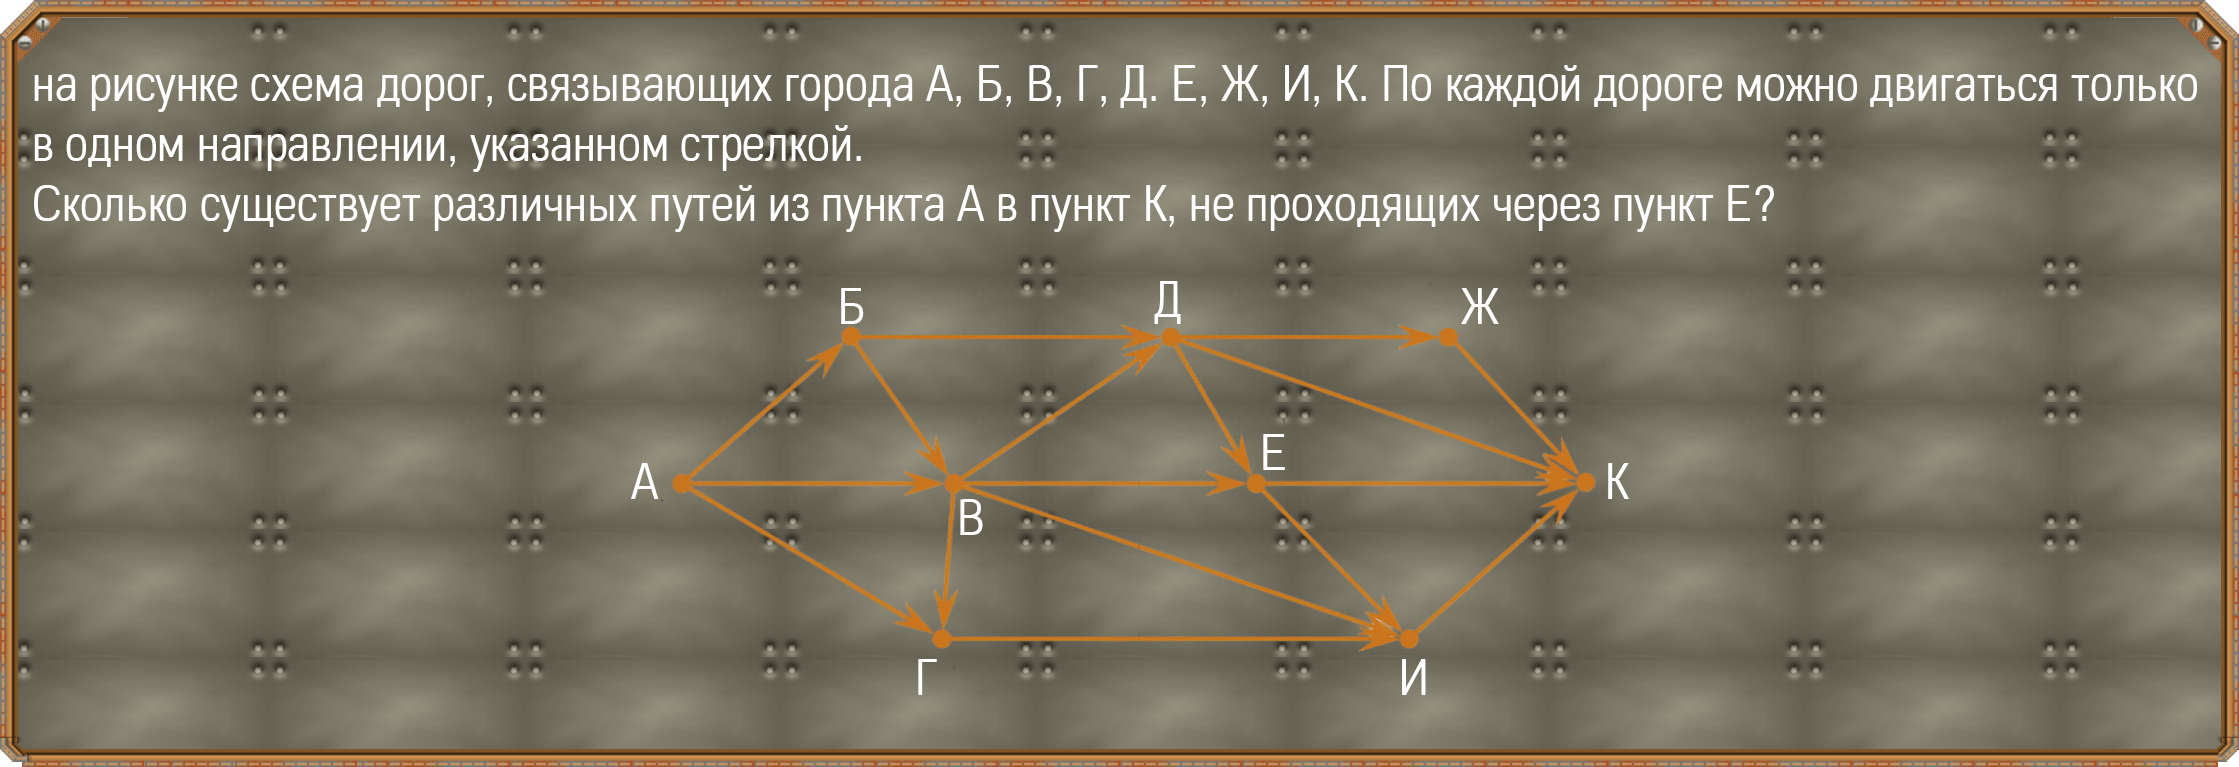 на рисунке схема дорог, связывающих города А, Б, В, Г, Д. Е, Ж, И, К. По каждой дороге можно двигаться только
в одном направлении, указанном стрелкой.
Сколько существует различных путей из пункта А в пункт К, не проходящих через пункт Е?
Б
Д
Ж
Е
А
К
В
Г
И